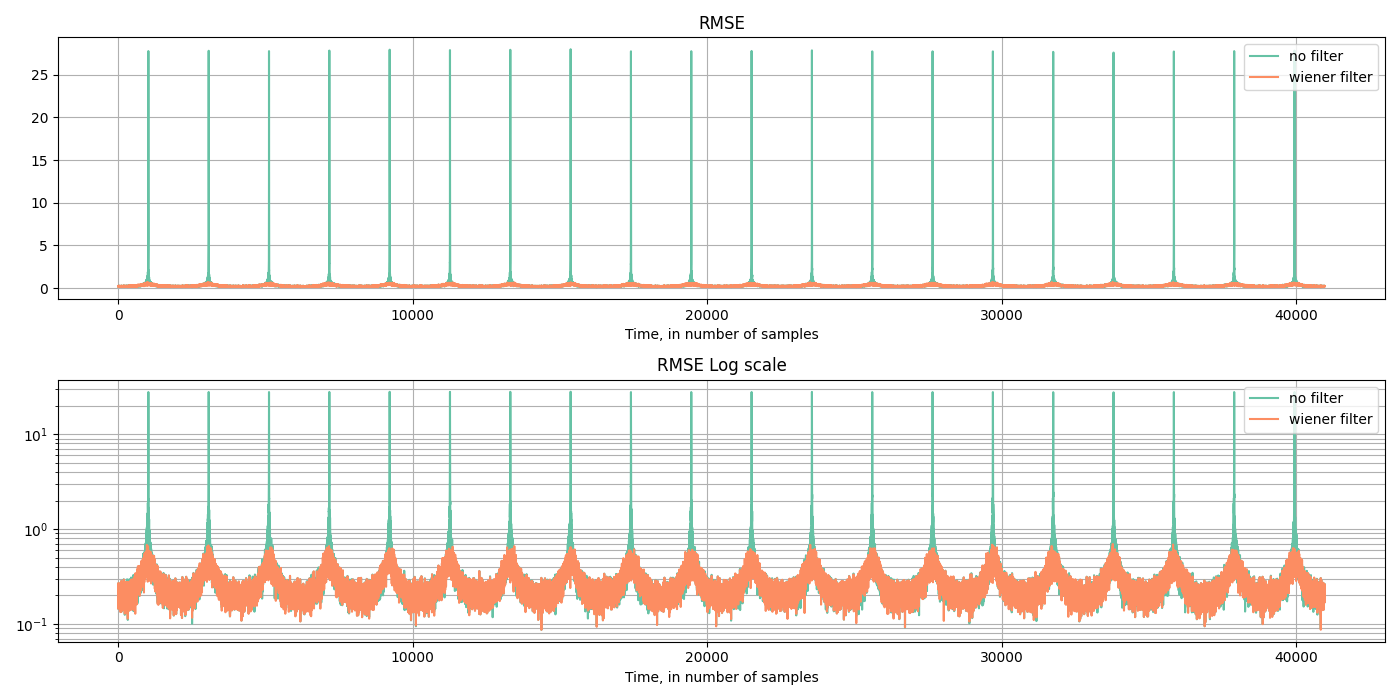 RMSE
no filter
wiener filter
25
20
15
10
5
0
0 10000 20000 30000 40000
Time, in number of samples
RMSE Log scale
no filter
wiener filter
10¹
10⁰
10⁻¹
0 10000 20000 30000 40000
Time, in number of samples